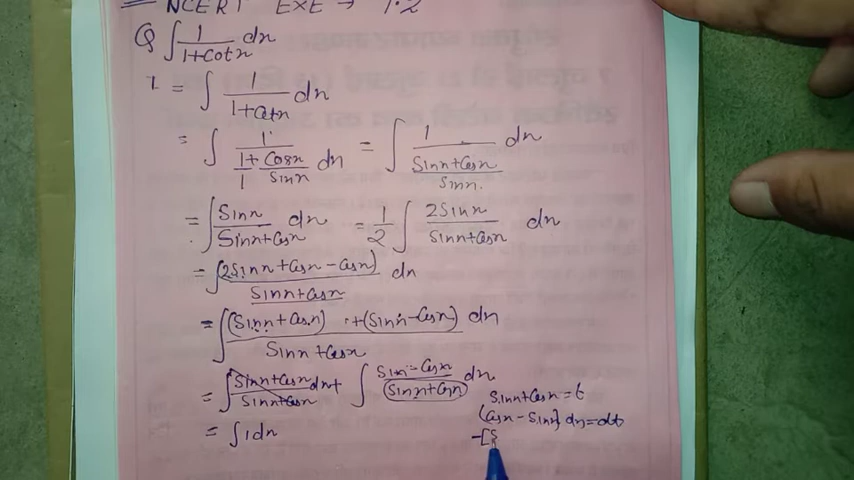 NCERT EXE → 7.2
Q ∫ 1/(1+cotx) dx
I = ∫ 1/(1+cotx) dx
= ∫ 1/(1/1 + cosx/sinx) dx = ∫ 1/((sinx+cosx)/sinx) dx
= ∫ sinx/(sinx+cosx) dx = 1/2 ∫ 2sinx/(sinx+cosx) dx
= ∫ (2sinx+cosx-cosx)/(sinx+cosx) dx
= ∫ ((sinx+cosx) + (sinx-cosx))/(sinx+cosx) dx
= ∫ (sinx+cosx)/(sinx+cosx) dx + ∫ (sinx-cosx)/(sinx+cosx) dx
= ∫ 1 dx
sinx+cosx = t
(cosx - sinx) dx = dt
-[s